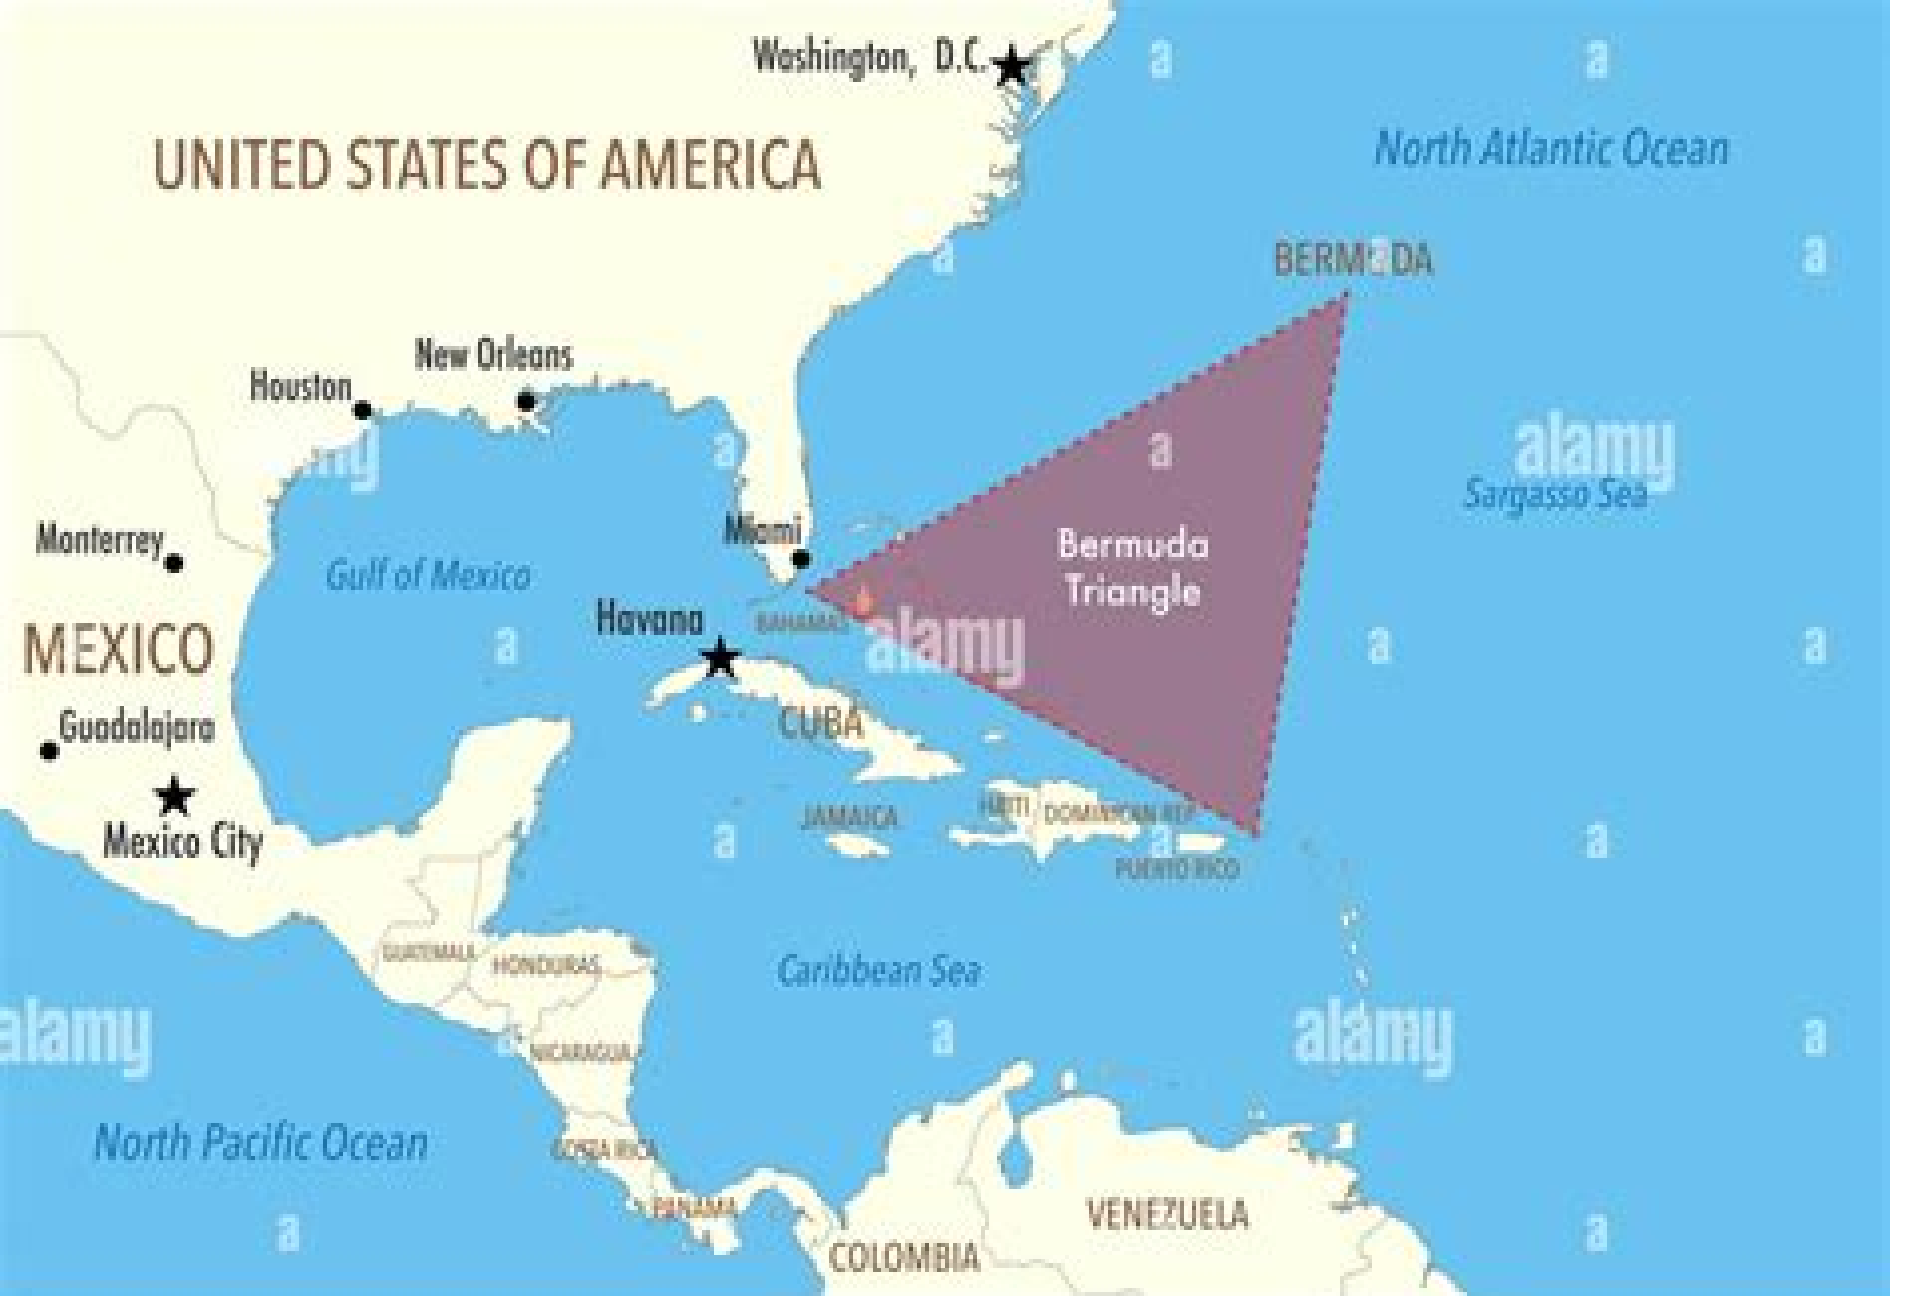 Washington, D.C.
UNITED STATES OF AMERICA
North Atlantic Ocean
BERMUDA
New Orleans
Houston
alamy
Sargasso Sea
Miami
Monterrey
Bermuda
Triangle
Gulf of Mexico
Havana
BAHAMAS
alamy
MEXICO
CUBA
Guadalajara
HAITI
DOMINICAN REP
JAMAICA
Mexico City
PUERTO RICO
GUATEMALA
HONDURAS
Caribbean Sea
alamy
alamy
NICARAGUA
North Pacific Ocean
COSTA RICA
PANAMA
VENEZUELA
COLOMBIA